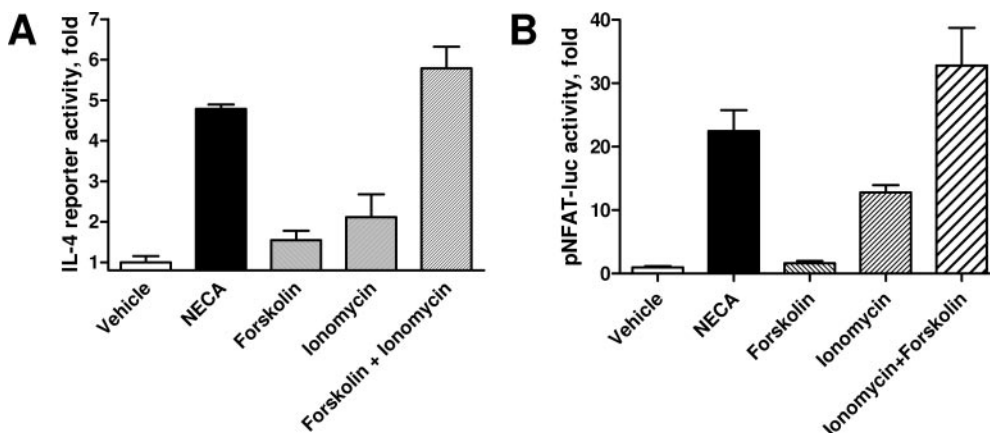 A
IL-4 reporter activity, fold
7
6
5
4
3
2
1
Vehicle
NECA
Forskolin
Ionomycin
Forskolin + Ionomycin
B
pNFAT-luc activity, fold
40
30
20
10
0
Vehicle
NECA
Forskolin
Ionomycin
Ionomycin+Forskolin